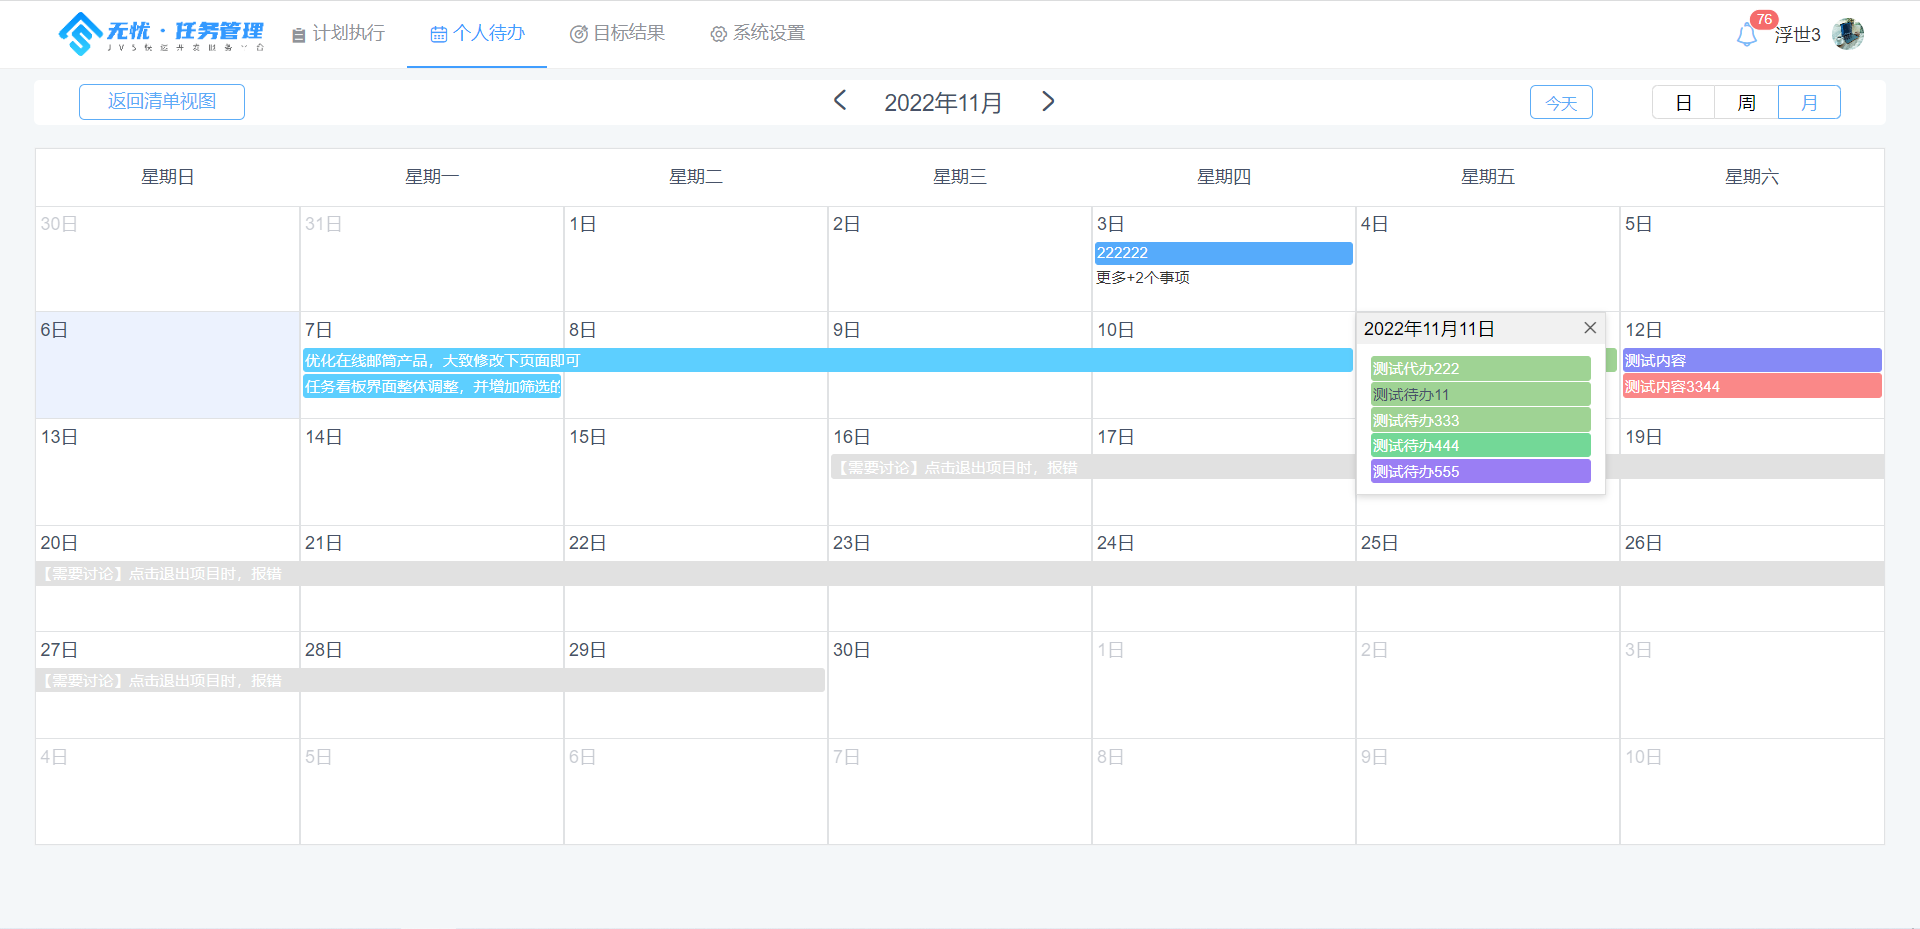 无忧·任务管理
JVS快速开发服务平台
计划执行
个人待办
目标结果
系统设置
76
浮世3
返回清单视图
2022年11月
今天
日
周
月
星期日
星期一
星期二
星期三
星期四
星期五
星期六
30日
31日
1日
2日
3日
4日
5日
222222
更多+2个事项
6日
7日
8日
9日
10日
2022年11月11日
12日
优化在线邮筒产品，大致修改下页面即可
任务看板界面整体调整，并增加筛选的
测试代办222
测试待办11
测试待办333
测试待办444
测试待办555
测试内容
测试内容3344
13日
14日
15日
16日
17日
19日
【需要讨论】点击退出项目时，报错
20日
21日
22日
23日
24日
25日
26日
【需要讨论】点击退出项目时，报错
27日
28日
29日
30日
1日
2日
3日
【需要讨论】点击退出项目时，报错
4日
5日
6日
7日
8日
9日
10日